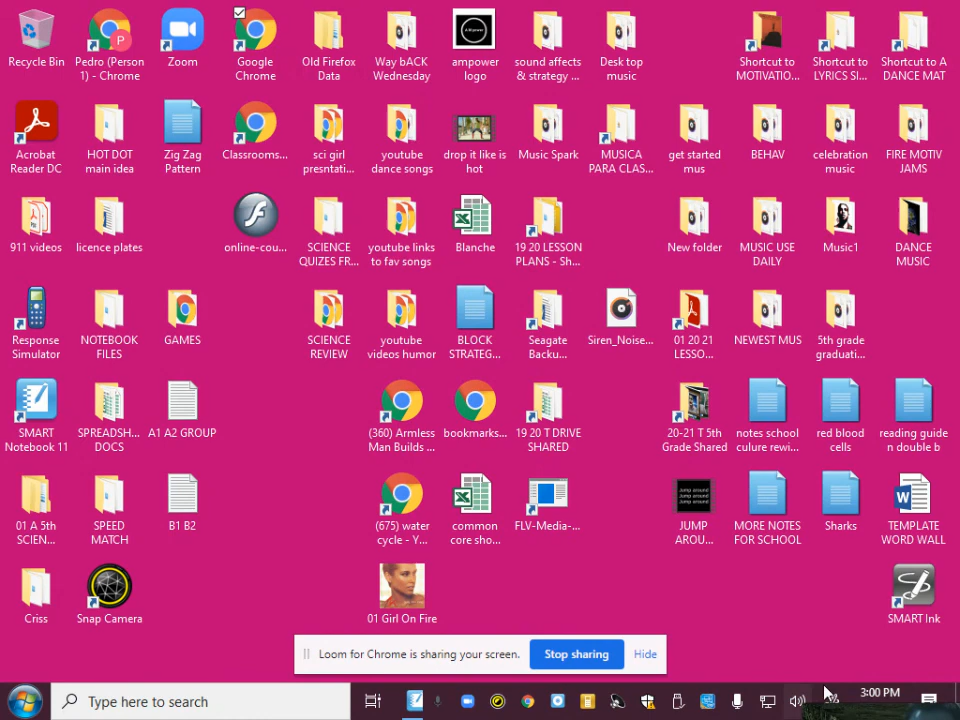 Recycle Bin
Pedro (Person
1) - Chrome
Zoom
Google
Chrome
Old Firefox
Data
Way bACK
Wednesday
ampower
logo
sound affects
& strategy ...
Desk top
music
Shortcut to
MOTIVATIO...
Shortcut to
LYRICS SI...
Shortcut to A
DANCE MAT
Acrobat
Reader DC
HOT DOT
main idea
Zig Zag
Pattern
Classrooms...
sci girl
presntati...
youtube
dance songs
drop it like is
hot
Music Spark
MUSICA
PARA CLAS...
get started
mus
BEHAV
celebration
music
FIRE MOTIV
JAMS
911 videos
licence plates
online-cou...
SCIENCE
QUIZES FR...
youtube links
to fav songs
Blanche
19 20 LESSON
PLANS - Sh...
New folder
MUSIC USE
DAILY
Music1
DANCE
MUSIC
Response
Simulator
NOTEBOOK
FILES
GAMES
SCIENCE
REVIEW
youtube
videos humor
BLOCK
STRATEG...
Seagate
Backu...
Siren_Noise...
01 20 21
LESSO...
NEWEST MUS
5th grade
graduati...
SMART
Notebook 11
SPREADSH...
DOCS
A1 A2 GROUP
(360) Armless
Man Builds ...
bookmarks...
19 20 T DRIVE
SHARED
20-21 T 5th
Grade Shared
notes school
culure rewi...
red blood
cells
reading guide
n double b
01 A 5th
SCIEN...
SPEED
MATCH
B1 B2
(675) water
cycle - Y...
common
core sho...
FLV-Media-...
Jump around
Jump around
Jump around
JUMP
AROU...
MORE NOTES
FOR SCHOOL
Sharks
TEMPLATE
WORD WALL
Criss
Snap Camera
01 Girl On Fire
SMART Ink
Loom for Chrome is sharing your screen.
Stop sharing
Hide
Type here to search
3:00 PM